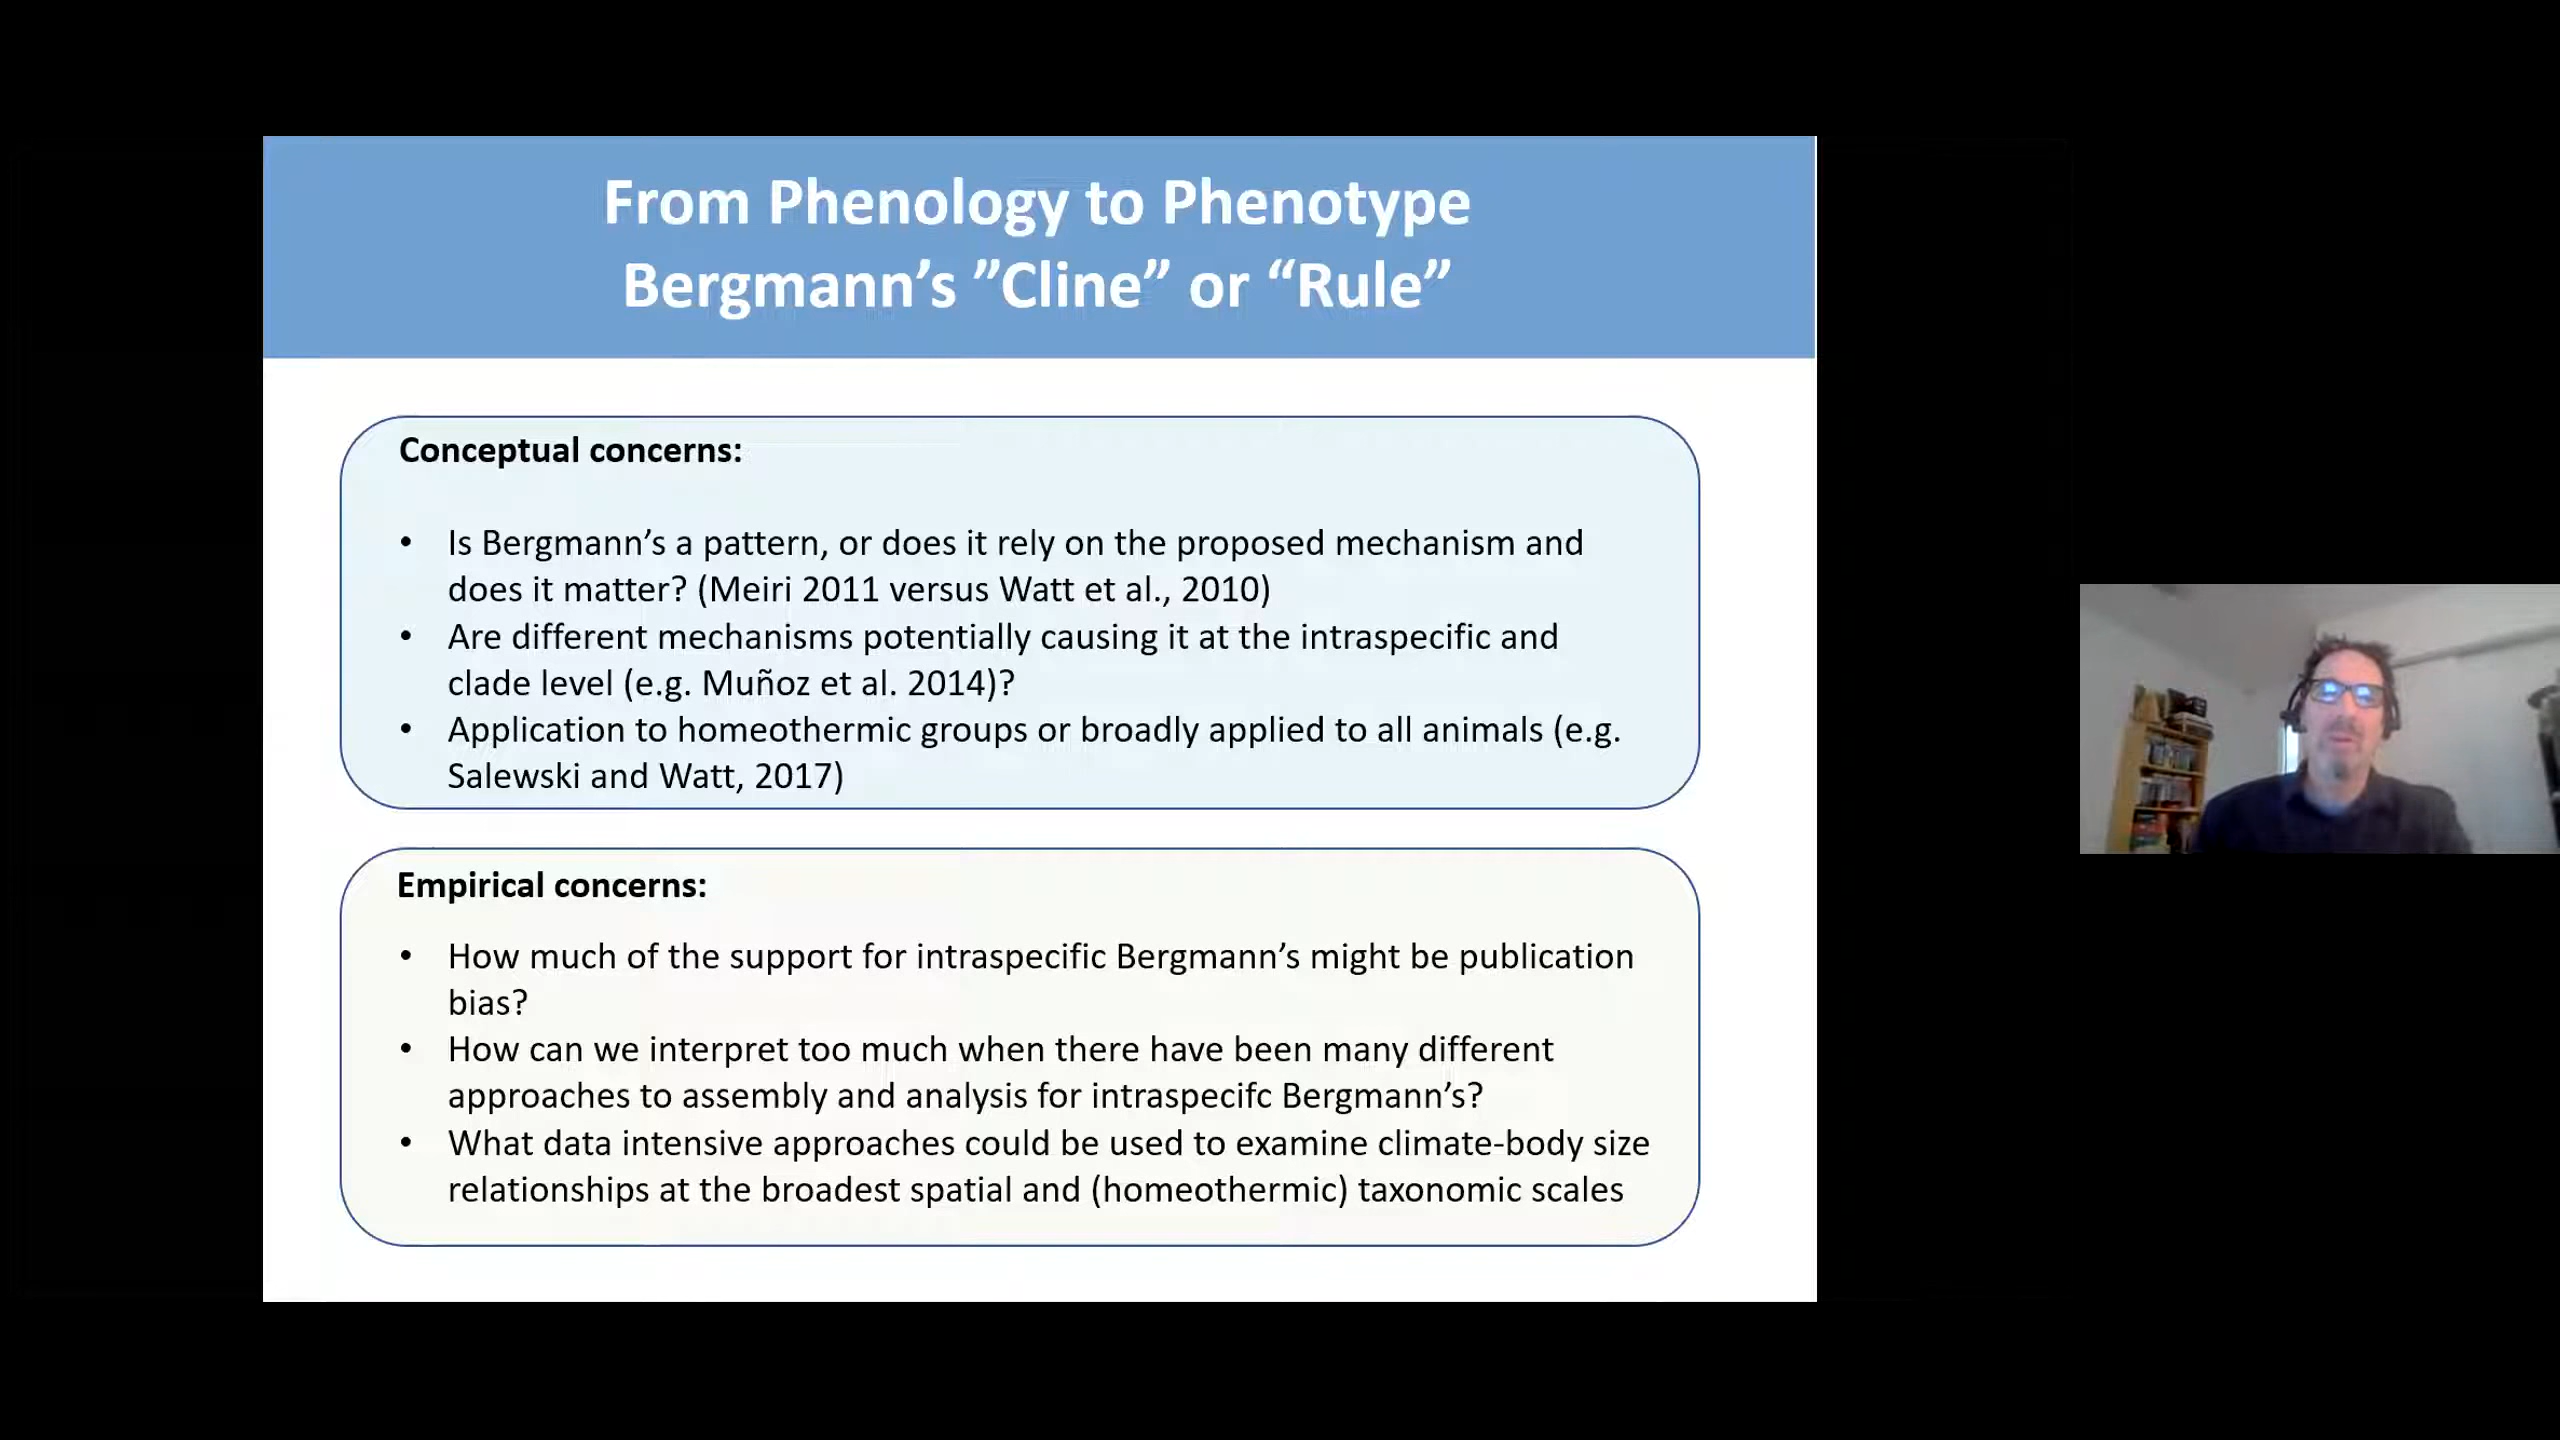 From Phenology to Phenotype
Bergmann’s ”Cline” or “Rule”
Conceptual concerns:
• Is Bergmann’s a pattern, or does it rely on the proposed mechanism and
does it matter? (Meiri 2011 versus Watt et al., 2010)
• Are different mechanisms potentially causing it at the intraspecific and
clade level (e.g. Muñoz et al. 2014)?
• Application to homeothermic groups or broadly applied to all animals (e.g.
Salewski and Watt, 2017)
Empirical concerns:
• How much of the support for intraspecific Bergmann’s might be publication
bias?
• How can we interpret too much when there have been many different
approaches to assembly and analysis for intraspecifc Bergmann’s?
• What data intensive approaches could be used to examine climate-body size
relationships at the broadest spatial and (homeothermic) taxonomic scales